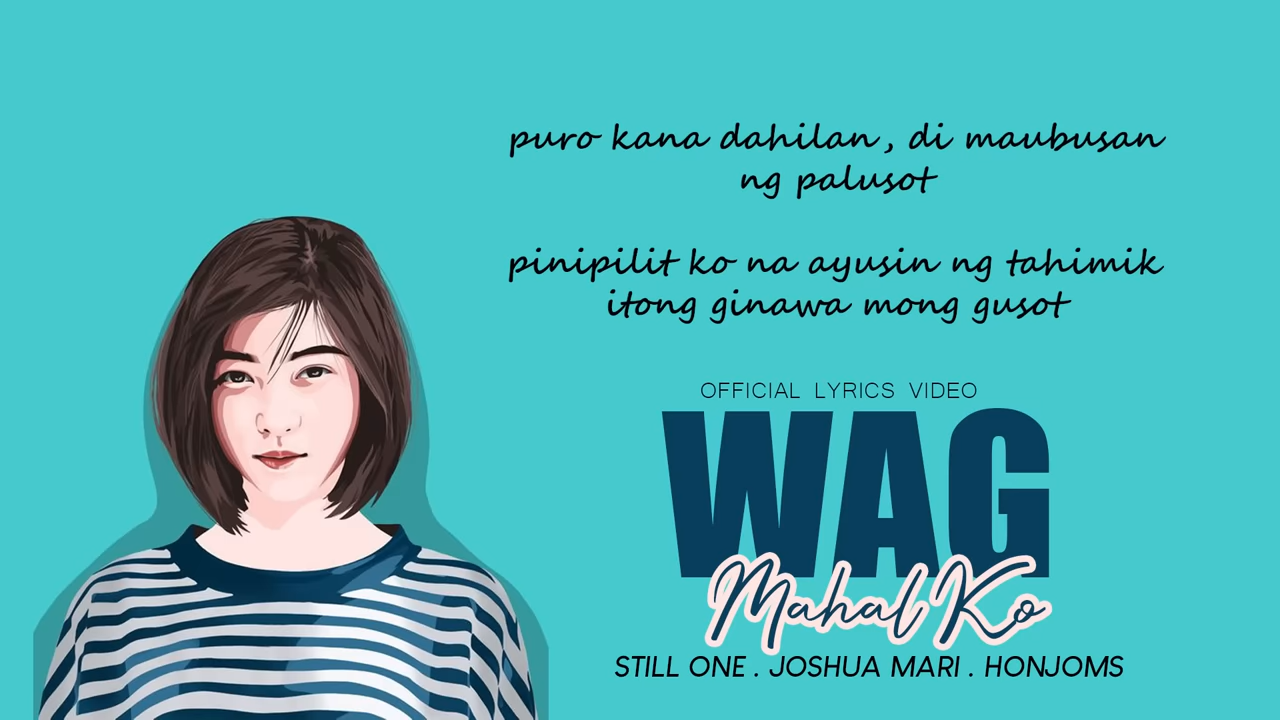 puro kana dahilan, di maubusan
ng palusot
pinipilit ko na ayusin ng tahimik
itong ginawa mong gusot
OFFICIAL LYRICS VIDEO
WAG
Mahal Ko
STILL ONE . JOSHUA MARI . HONJOMS